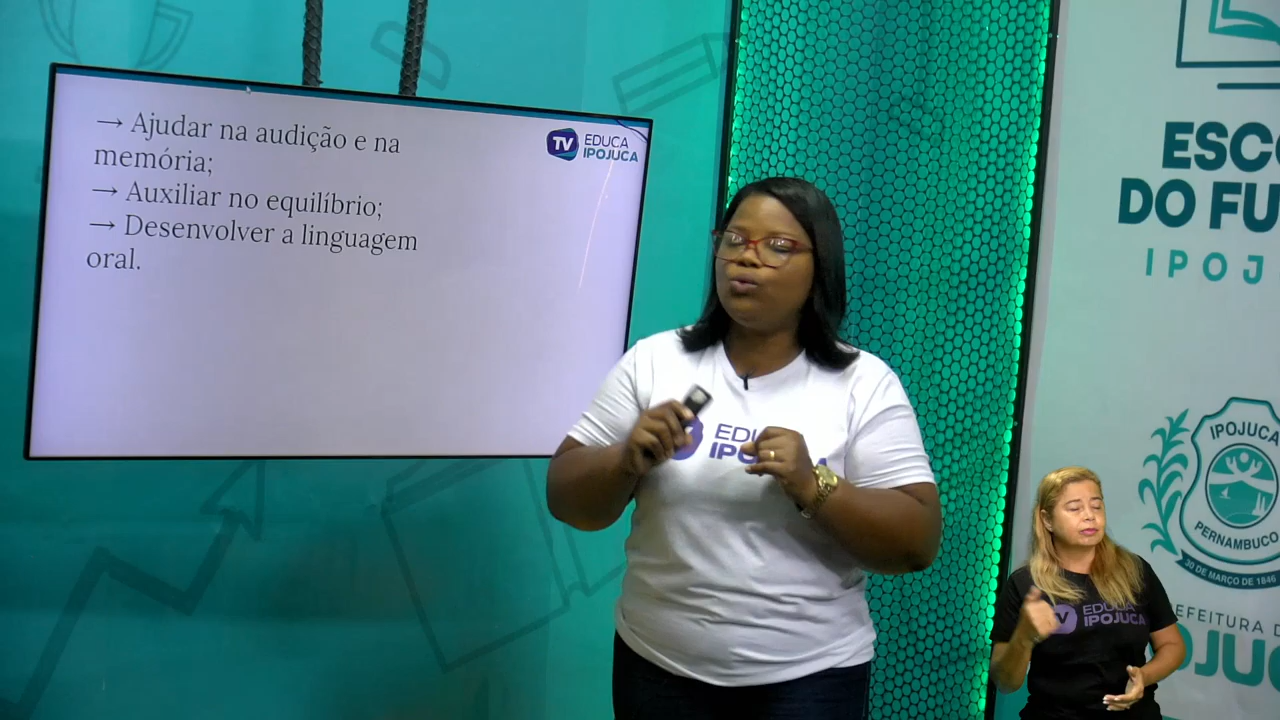 → Ajudar na audição e na
memória;
→ Auxiliar no equilíbrio;
→ Desenvolver a linguagem
oral.
TV EDUCA
IPOJUCA
ESCO
DO FU
IPOJ
IPOJUCA
PERNAMBUCO
30 DE MARÇO DE 1846
EFEITURA D
OJUC
EDU
IPOJUCA
EDUCA
IPOJUCA